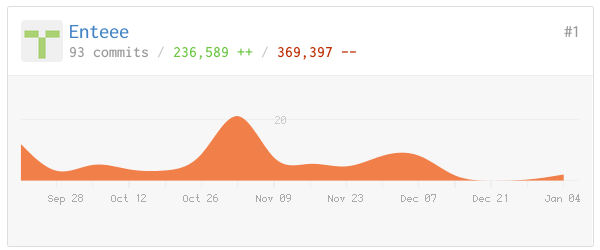 Enteee
#1
93 commits / 236,589 ++ / 369,397 --
20
Sep 28 Oct 12 Oct 26 Nov 09 Nov 23 Dec 07 Dec 21 Jan 04